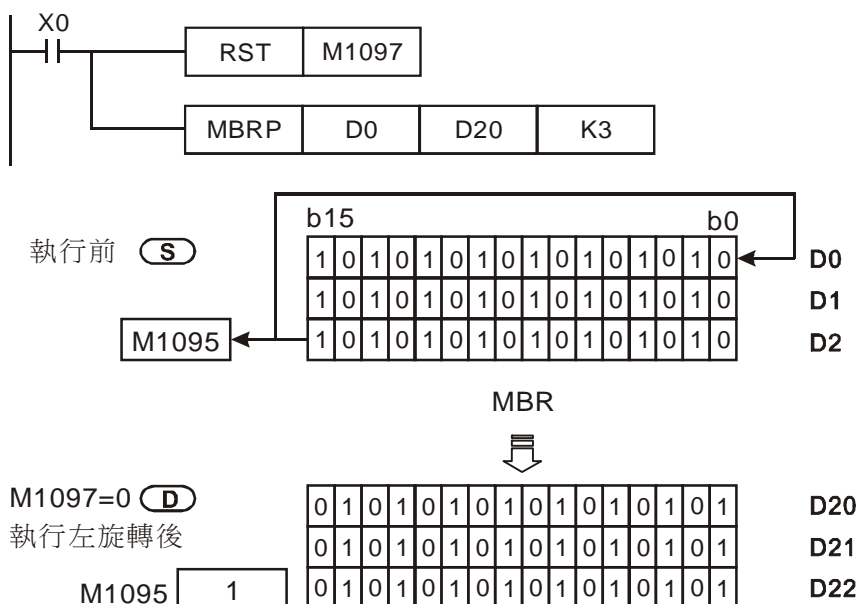 X0
RST M1097
MBRP D0 D20 K3
b15 b0
執行前 S
1 0 1 0 1 0 1 0 1 0 1 0 1 0 1 0 D0
1 0 1 0 1 0 1 0 1 0 1 0 1 0 1 0 D1
M1095 1 0 1 0 1 0 1 0 1 0 1 0 1 0 1 0 D2
MBR
M1097=0 D 0 1 0 1 0 1 0 1 0 1 0 1 0 1 0 1 D20
執行左旋轉後 0 1 0 1 0 1 0 1 0 1 0 1 0 1 0 1 D21
M1095 1 0 1 0 1 0 1 0 1 0 1 0 1 0 1 0 1 D22